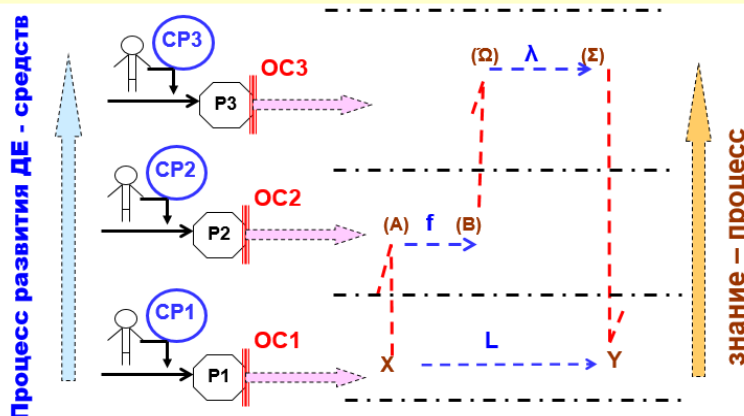 Процесс развития ДЕ - средств
СР3
ОС3
Р3
СР2
ОС2
Р2
СР1
ОС1
Р1
(Ω) λ (Σ)
(А) f (В)
X L Y
знание – процесс